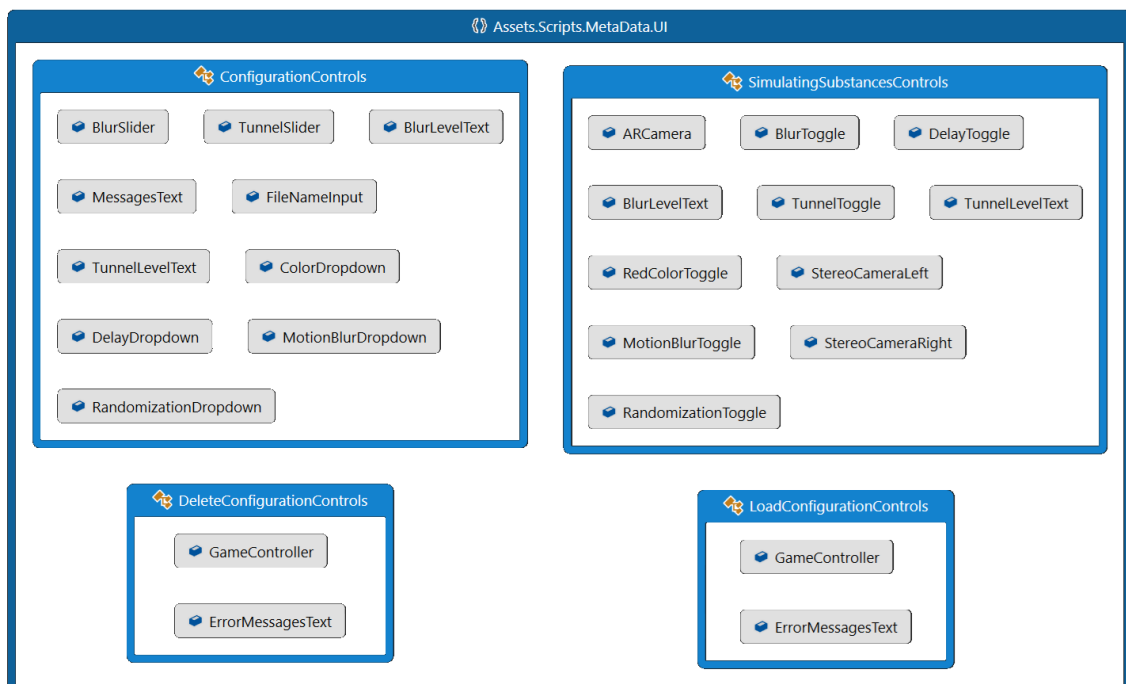 Assets.Scripts.MetaData.UI
ConfigurationControls
BlurSlider TunnelSlider BlurLevelText
MessagesText FileNameInput
TunnelLevelText ColorDropdown
DelayDropdown MotionBlurDropdown
RandomizationDropdown
SimulatingSubstancesControls
ARCamera BlurToggle DelayToggle
BlurLevelText TunnelToggle TunnelLevelText
RedColorToggle StereoCameraLeft
MotionBlurToggle StereoCameraRight
RandomizationToggle
DeleteConfigurationControls
GameController
ErrorMessagesText
LoadConfigurationControls
GameController
ErrorMessagesText